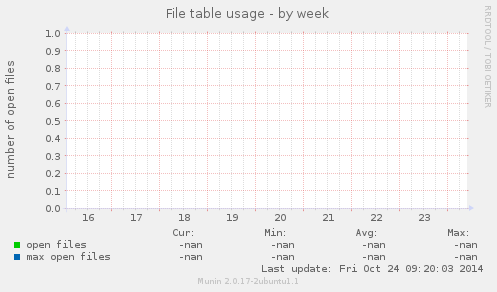 File table usage - by week
RRDTOOL / TOBI OETIKER
number of open files
1.0
0.9
0.8
0.7
0.6
0.5
0.4
0.3
0.2
0.1
0.0
16 17 18 19 20 21 22 23
Cur: Min: Avg: Max:
open files -nan -nan -nan -nan
max open files -nan -nan -nan -nan
Last update: Fri Oct 24 09:20:03 2014
Munin 2.0.17-2ubuntu1.1